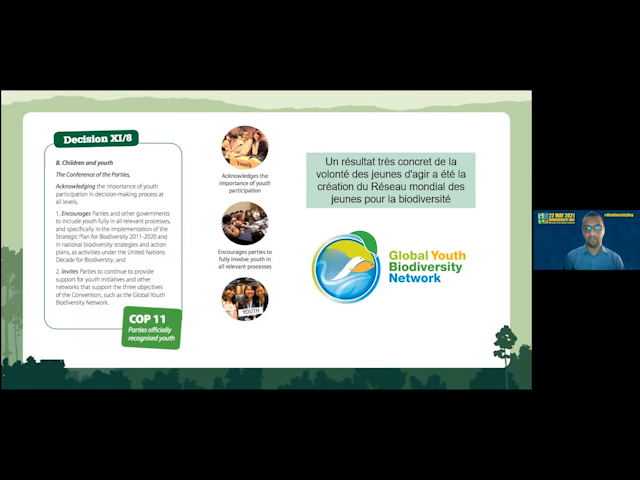 Decision XI/8
B. Children and youth
The Conference of the Parties,
Acknowledging the importance of youth
participation in decision-making process at
all levels,
1. Encourages Parties and other governments
to include youth fully in all relevant processes,
and specifically in the implementation of the
Strategic Plan for Biodiversity 2011-2020 and
in national biodiversity strategies and action
plans, as activities under the United Nations
Decade for Biodiversity; and
2. Invites Parties to continue to provide
support for youth initiatives and other
networks that support the three objectives
of the Convention, such as the Global Youth
Biodiversity Network.
COP 11
Parties officially
recognised youth
Youth
Acknowledges the
importance of youth
participation
Encourages parties to
fully involve youth in
all relevant processes
YOUTH
Un résultat très concret de la
volonté des jeunes d'agir a été la
création du Réseau mondial des
jeunes pour la biodiversité
Global Youth
Biodiversity
Network
22 MAY 2021
BIODIVERSITY DAY
#BiodiversityDay